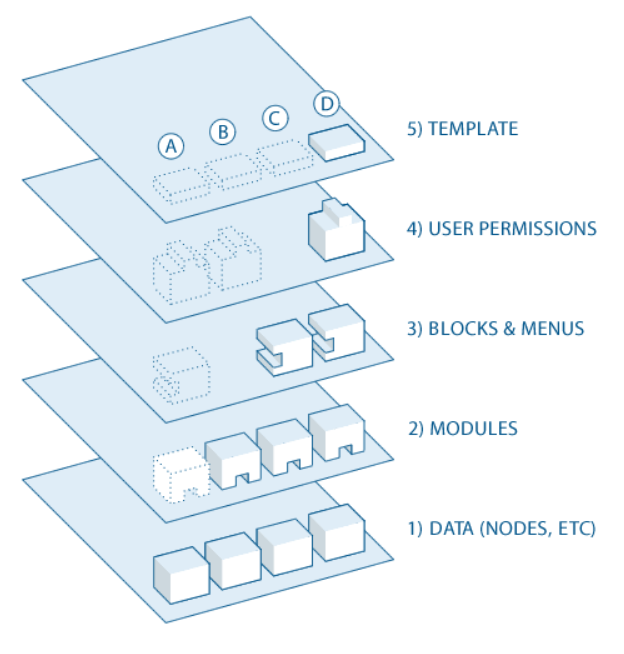 A
B
C
D
5) TEMPLATE
4) USER PERMISSIONS
3) BLOCKS & MENUS
2) MODULES
1) DATA (NODES, ETC)